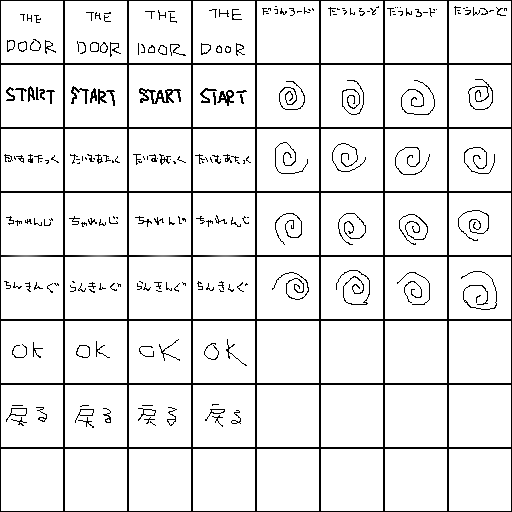 THE THE THE THE だうんろーど だうんろーど だうんろーど だうんろーど
DOOR DOOR DOOR DOOR
START START START START
たいむあたっく たいむあたっく たいむあたっく たいむあたっく
ちゃれんじ ちゃれんじ ちゃれんじ ちゃれんじ
らんきんぐ らんきんぐ らんきんぐ らんきんぐ
OK OK OK OK
戻る 戻る 戻る 戻る